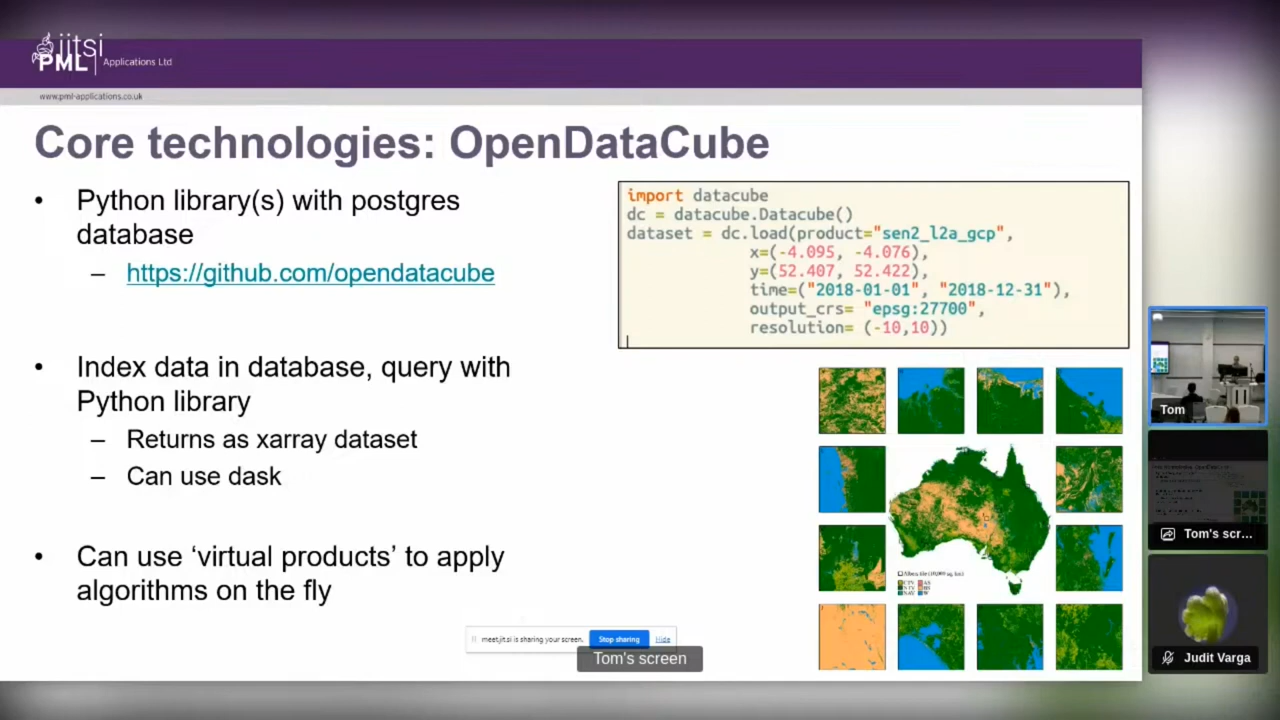 jitsi
PML Applications Ltd
www.pml-applications.co.uk
Core technologies: OpenDataCube
• Python library(s) with postgres
database
– https://github.com/opendatacube
• Index data in database, query with
Python library
– Returns as xarray dataset
– Can use dask
• Can use ‘virtual products’ to apply
algorithms on the fly
import datacube
dc = datacube.Datacube()
dataset = dc.load(product="sen2_l2a_gcp",
x=(-4.095, -4.076),
y=(52.407, 52.422),
time=("2018-01-01", "2018-12-31"),
output_crs= "epsg:27700",
resolution= (-10,10))
meet.jit.si is sharing your screen. Stop sharing Hide
Tom's screen
Tom
Tom's scr...
Judit Varga